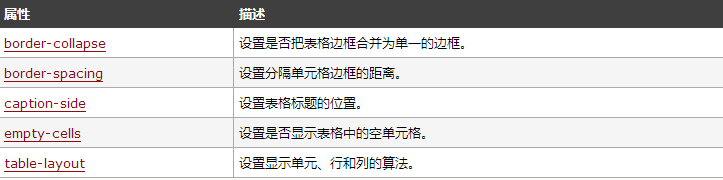 属性 描述
border-collapse 设置是否把表格边框合并为单一的边框。
border-spacing 设置分隔单元格边框的距离。
caption-side 设置表格标题的位置。
empty-cells 设置是否显示表格中的空单元格。
table-layout 设置显示单元、行和列的算法。